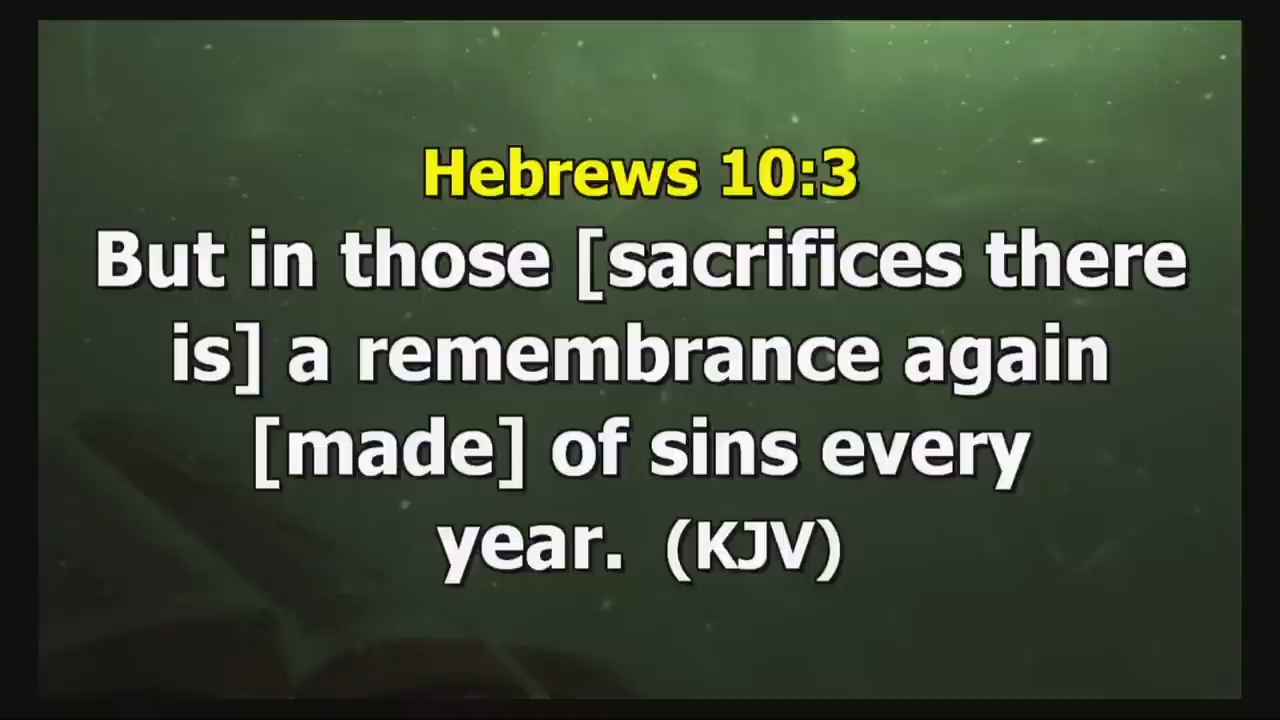 Hebrews 10:3
But in those [sacrifices there
is] a remembrance again
[made] of sins every
year. (KJV)